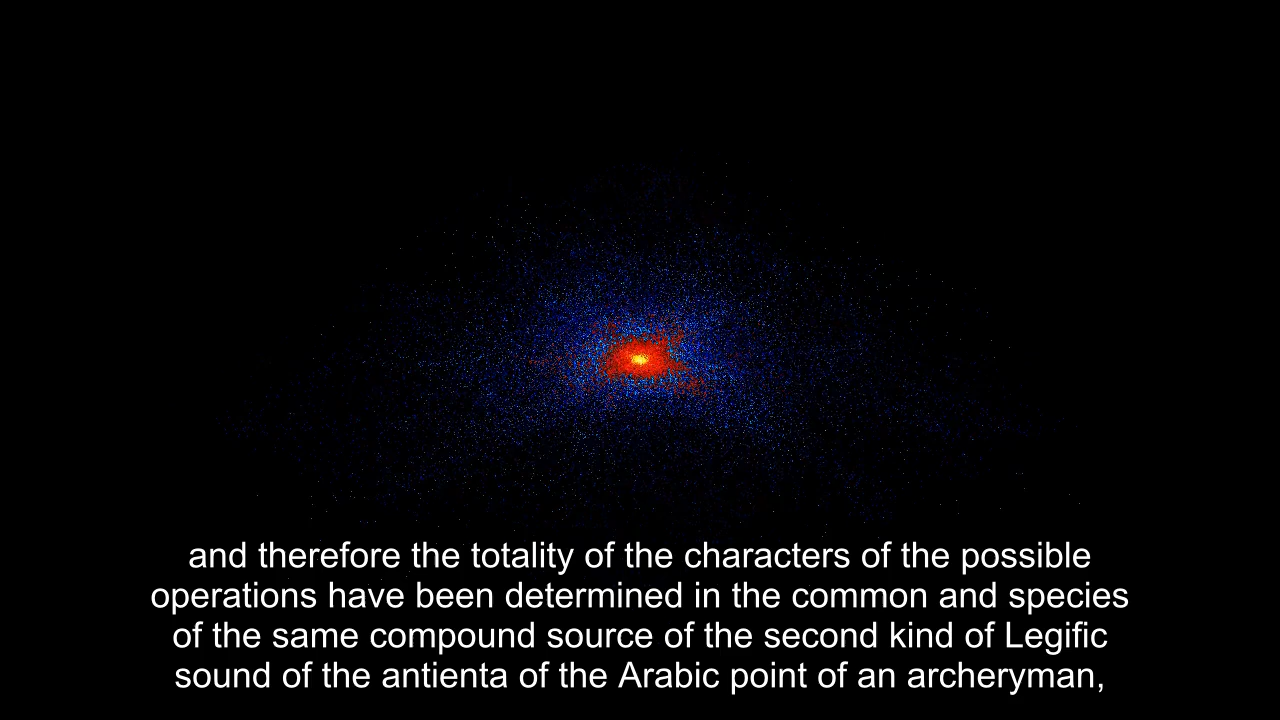 and therefore the totality of the characters of the possible
operations have been determined in the common and species
of the same compound source of the second kind of Legific
sound of the antienta of the Arabic point of an archeryman,